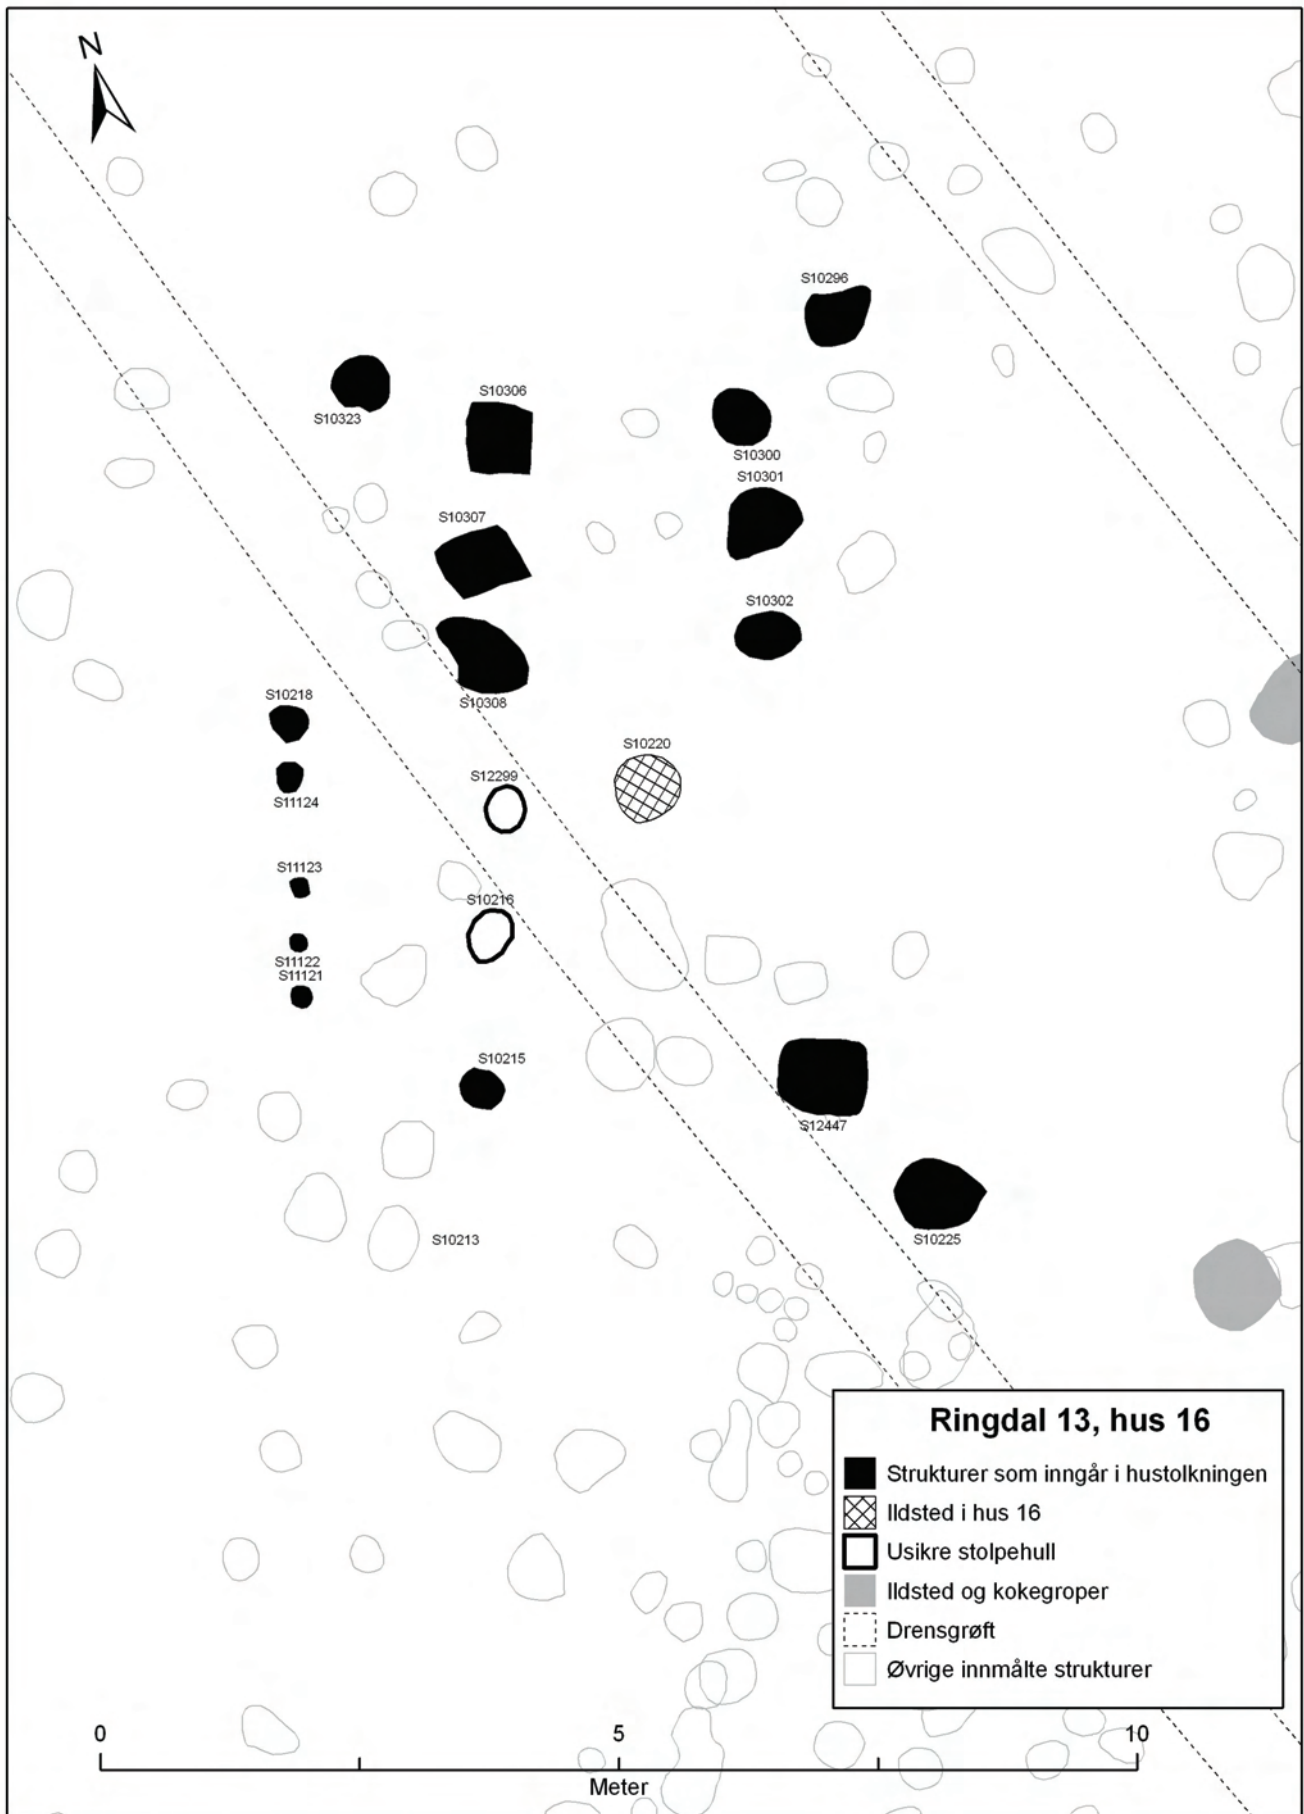 N
S10296
S10323
S10306
S10300
S10301
S10307
S10302
S10308
S10218
S10220
S12299
S11124
S11123
S10216
S11122
S11121
S10215
S12447
S10213
S10225
Ringdal 13, hus 16
Strukturer som inngår i hustolkningen
Ildsted i hus 16
Usikre stolpehull
Ildsted og kokegroper
Drensgrøft
Øvrige innmålte strukturer
0 5 10
Meter